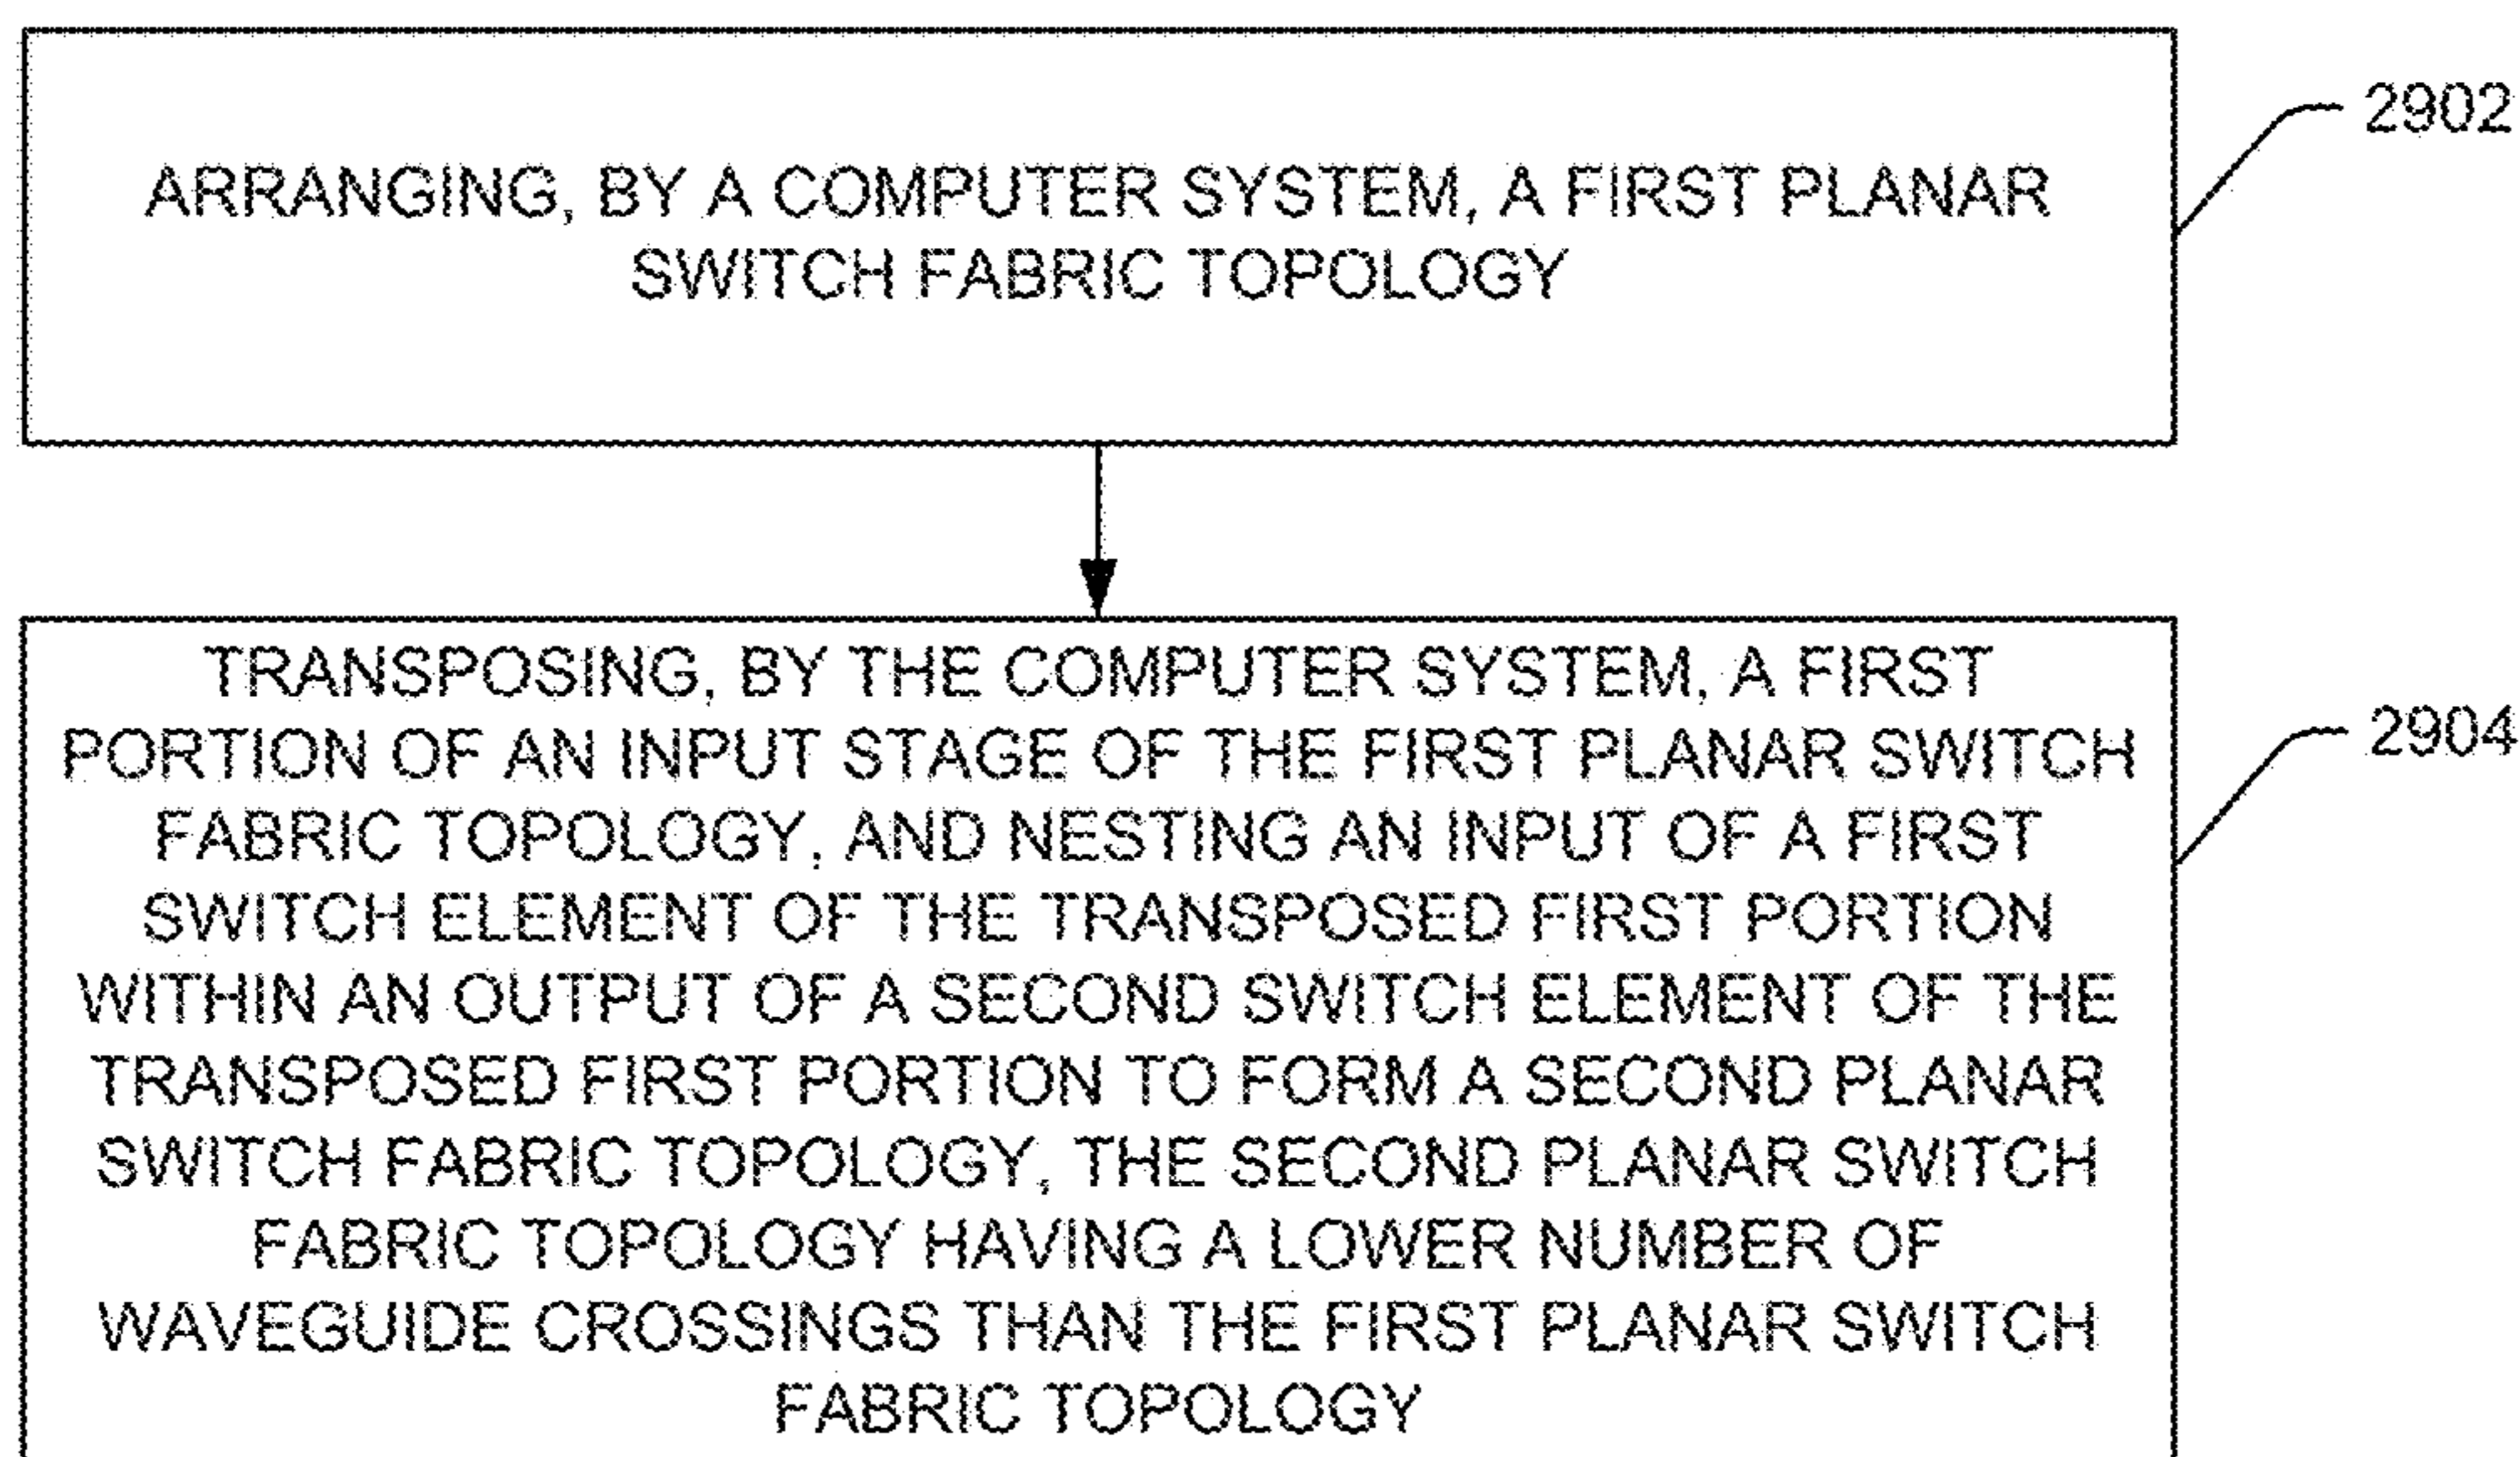 2902
ARRANGING, BY A COMPUTER SYSTEM, A FIRST PLANAR
SWITCH FABRIC TOPOLOGY
TRANSPOSING, BY THE COMPUTER SYSTEM, A FIRST
2904
PORTION OF AN INPUT STAGE OF THE FIRST PLANAR SWITCH
FABRIC TOPOLOGY, AND NESTING AN INPUT OF A FIRST
SWITCH ELEMENT OF THE TRANSPOSED FIRST PORTION
WITHIN AN OUTPUT OF A SECOND SWITCH ELEMENT OF THE
TRANSPOSED FIRST PORTION TO FORM A SECOND PLANAR
SWITCH FABRIC TOPOLOGY, THE SECOND PLANAR SWITCH
FABRIC TOPOLOGY HAVING A LOWER NUMBER OF
WAVEGUIDE CROSSINGS THAN THE FIRST PLANAR SWITCH
FABRIC TOPOLOGY